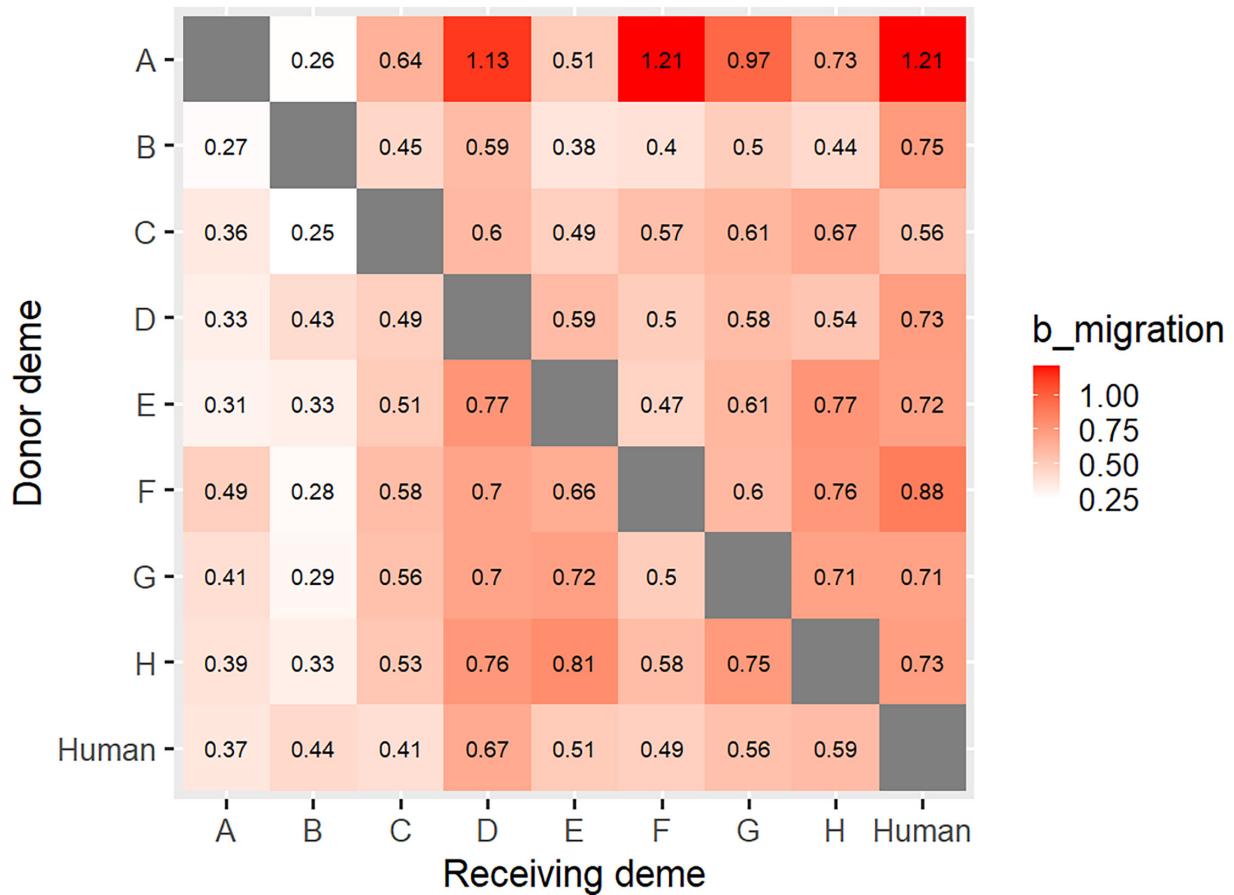 A 0.26 0.64 1.13 0.51 1.21 0.97 0.73 1.21
B 0.27 0.45 0.59 0.38 0.4 0.5 0.44 0.75
C 0.36 0.25 0.6 0.49 0.57 0.61 0.67 0.56
D 0.33 0.43 0.49 0.59 0.5 0.58 0.54 0.73
E 0.31 0.33 0.51 0.77 0.47 0.61 0.77 0.72
F 0.49 0.28 0.58 0.7 0.66 0.6 0.76 0.88
G 0.41 0.29 0.56 0.7 0.72 0.5 0.71 0.71
H 0.39 0.33 0.53 0.76 0.81 0.58 0.75 0.73
Human 0.37 0.44 0.41 0.67 0.51 0.49 0.56 0.59
A B C D E F G H Human
Receiving deme
Donor deme
b_migration
1.00
0.75
0.50
0.25